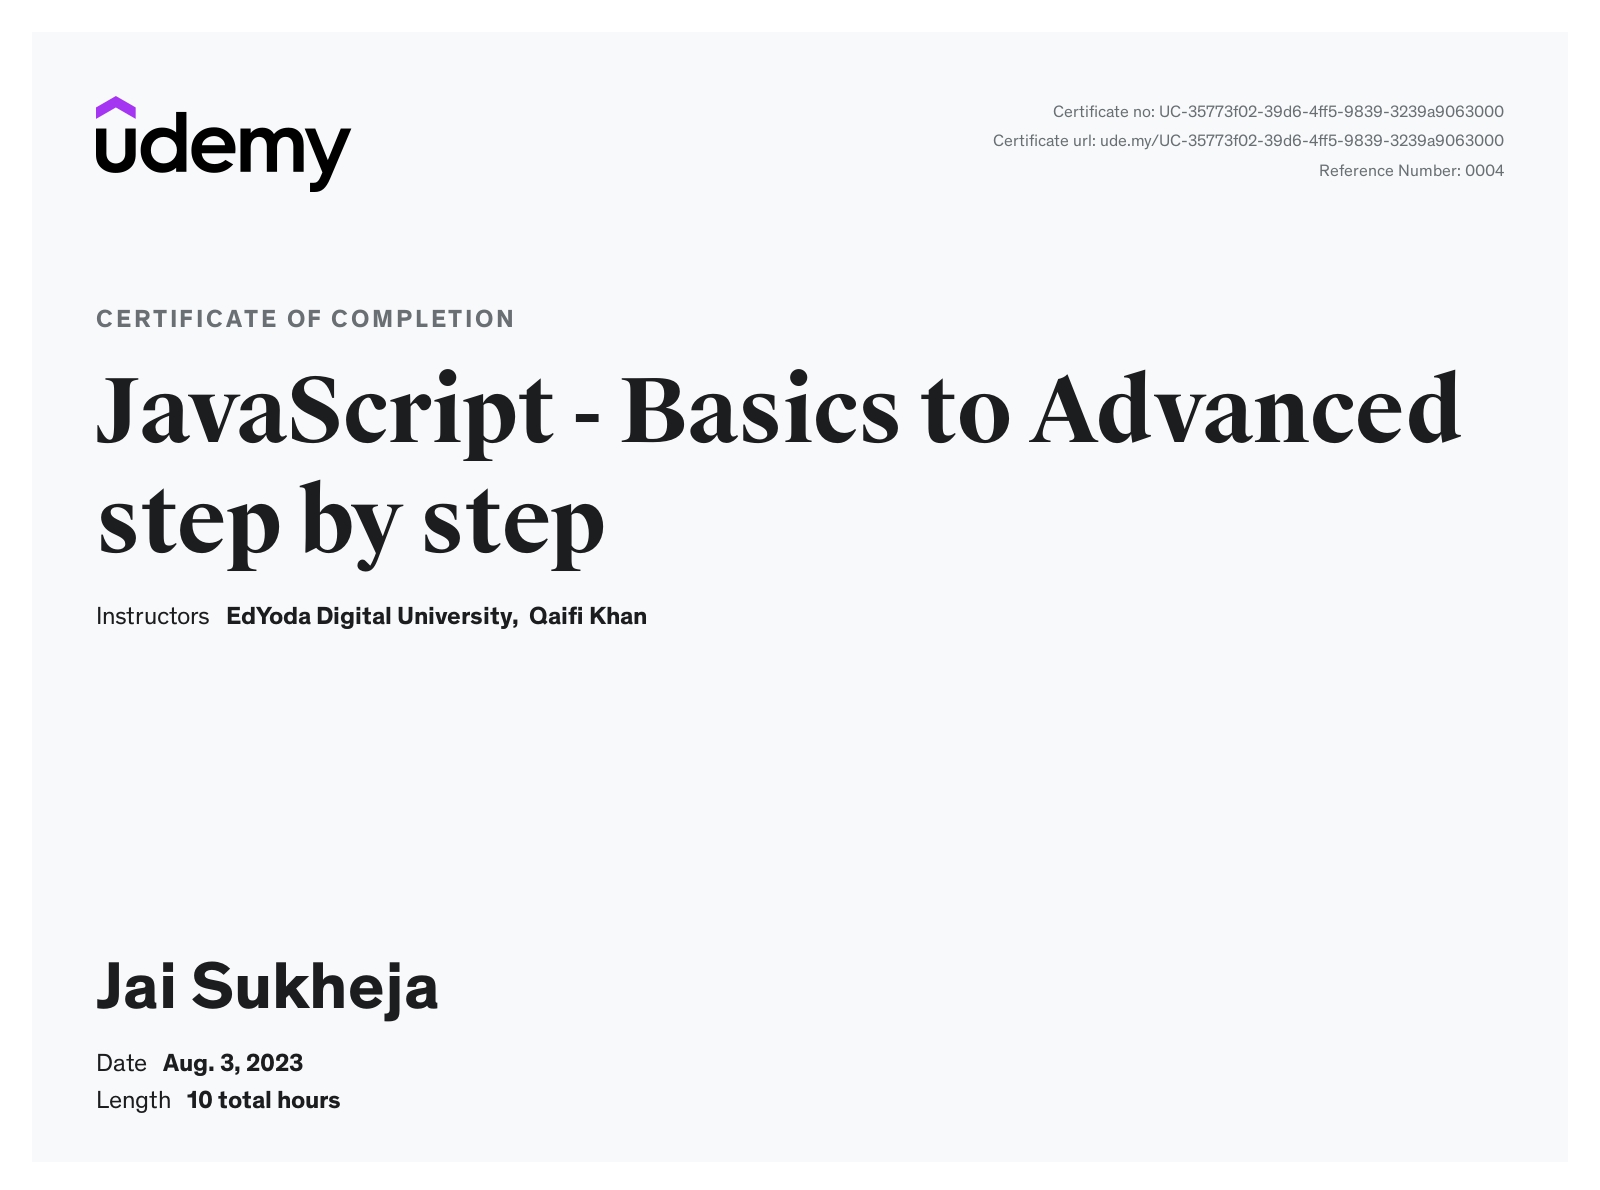 udemy
Certificate no: UC-35773f02-39d6-4ff5-9839-3239a9063000
Certificate url: ude.my/UC-35773f02-39d6-4ff5-9839-3239a9063000
Reference Number: 0004
CERTIFICATE OF COMPLETION
JavaScript - Basics to Advanced
step by step
Instructors EdYoda Digital University, Qaifi Khan
Jai Sukheja
Date Aug. 3, 2023
Length 10 total hours